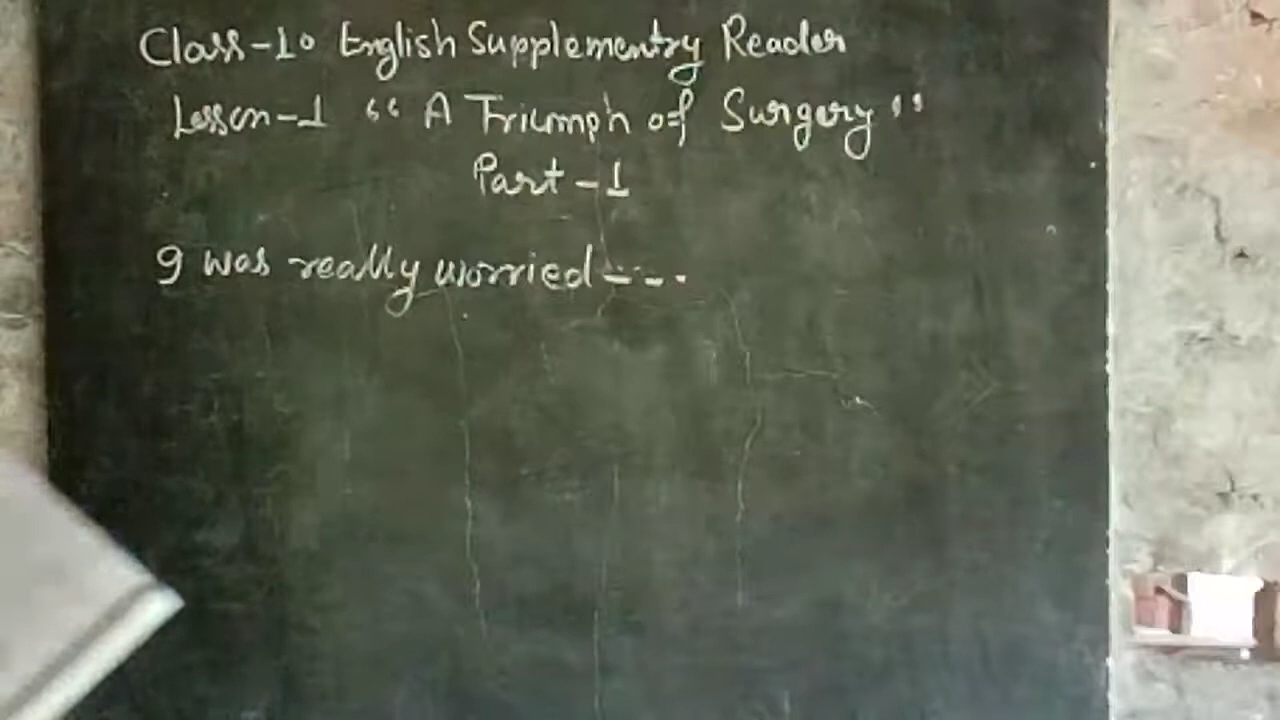 Class-10 English Supplementry Reader
Lesson-1 "A Triumph of Surgery"
Part-1
I was really worried----